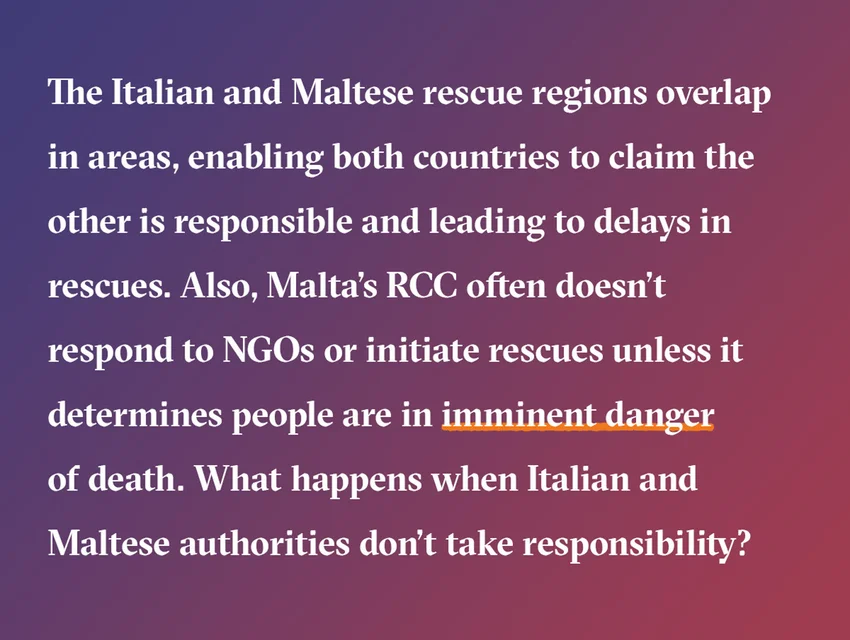 The Italian and Maltese rescue regions overlap
in areas, enabling both countries to claim the
other is responsible and leading to delays in
rescues. Also, Malta’s RCC often doesn’t
respond to NGOs or initiate rescues unless it
determines people are in imminent danger
of death. What happens when Italian and
Maltese authorities don’t take responsibility?